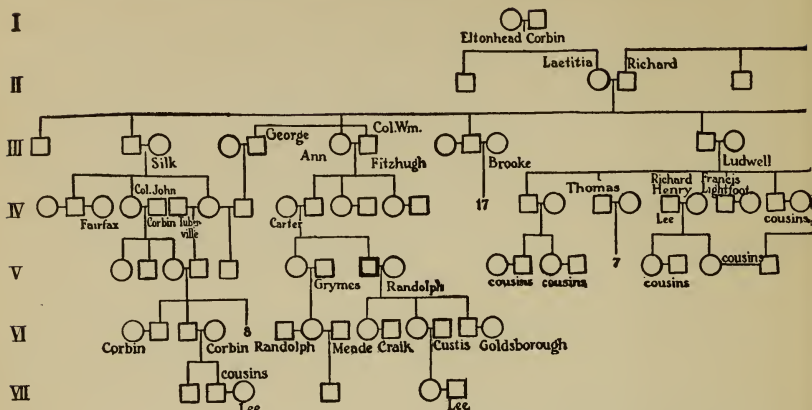 I
Eltonhead Corbin
II
Laetitia Richard
III
Silk
George
Ann
Col.Wm.
Fitzhugh
Brooke
Ludwell
IV
Fairfax
Col.John
Corbin Tuber-
ville
Carter
17
Thomas
Richard
Henry
Lee
Francis
Lightfoot
cousins,
V
Grymes
Randolph
cousins
cousins
7
cousins
cousins
VI
Corbin
Corbin
8
Randolph
Meade
Craik
Custis
Goldsborough
VII
cousins
Lee
Lee